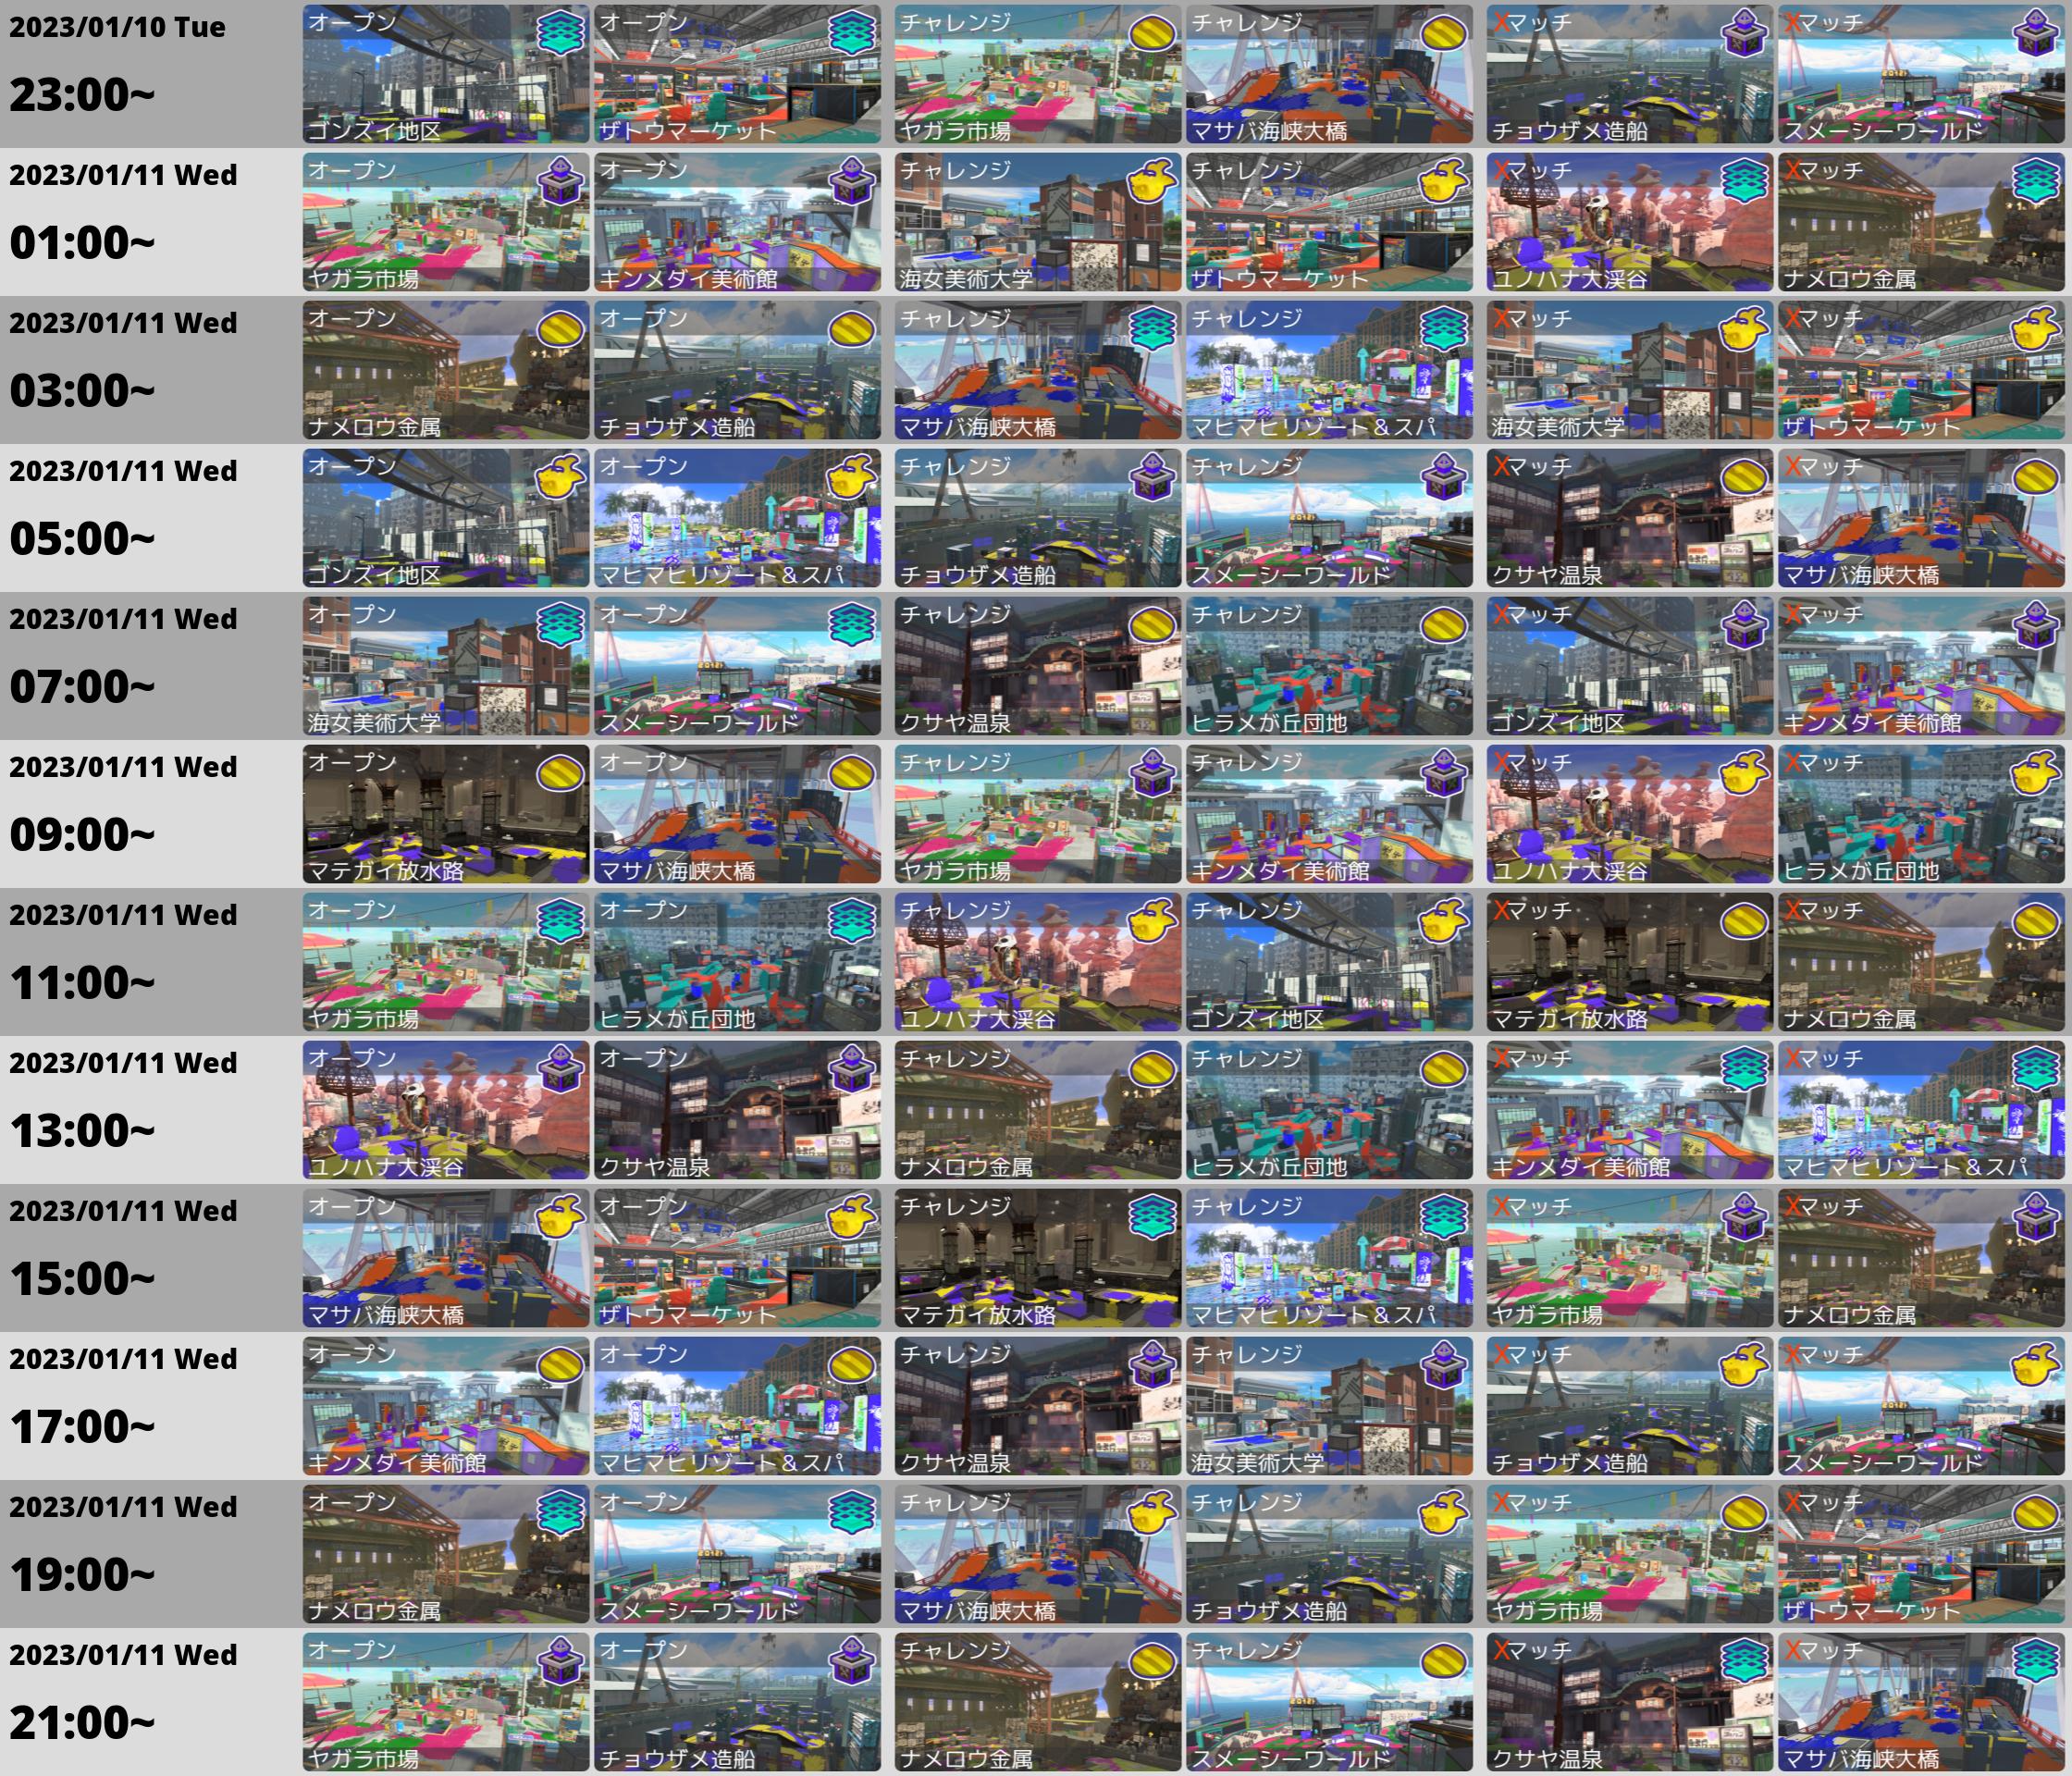 2023/01/10 Tue
23:00~
オープン オープン チャレンジ チャレンジ Xマッチ Xマッチ
ゴンズイ地区 ザトウマーケット ヤガラ市場 マサバ海峡大橋 チョウザメ造船 スメーシーワールド
2023/01/11 Wed
01:00~
オープン オープン チャレンジ チャレンジ Xマッチ Xマッチ
ヤガラ市場 キンメダイ美術館 海女美術大学 ザトウマーケット ユノハナ大渓谷 ナメロウ金属
2023/01/11 Wed
03:00~
オープン オープン チャレンジ チャレンジ Xマッチ Xマッチ
ナメロウ金属 チョウザメ造船 マサバ海峡大橋 マヒマヒリゾート＆スパ 海女美術大学 ザトウマーケット
2023/01/11 Wed
05:00~
オープン オープン チャレンジ チャレンジ Xマッチ Xマッチ
ゴンズイ地区 マヒマヒリゾート＆スパ チョウザメ造船 スメーシーワールド クサヤ温泉 マサバ海峡大橋
2023/01/11 Wed
07:00~
オープン オープン チャレンジ チャレンジ Xマッチ Xマッチ
海女美術大学 スメーシーワールド クサヤ温泉 ヒラメが丘団地 ゴンズイ地区 キンメダイ美術館
2023/01/11 Wed
09:00~
オープン オープン チャレンジ チャレンジ Xマッチ Xマッチ
マテガイ放水路 マサバ海峡大橋 ヤガラ市場 キンメダイ美術館 ユノハナ大渓谷 ヒラメが丘団地
2023/01/11 Wed
11:00~
オープン オープン チャレンジ チャレンジ Xマッチ Xマッチ
ヤガラ市場 ヒラメが丘団地 ユノハナ大渓谷 ゴンズイ地区 マテガイ放水路 ナメロウ金属
2023/01/11 Wed
13:00~
オープン オープン チャレンジ チャレンジ Xマッチ Xマッチ
ユノハナ大渓谷 クサヤ温泉 ナメロウ金属 ヒラメが丘団地 キンメダイ美術館 マヒマヒリゾート＆スパ
2023/01/11 Wed
15:00~
オープン オープン チャレンジ チャレンジ Xマッチ Xマッチ
マサバ海峡大橋 ザトウマーケット マテガイ放水路 マヒマヒリゾート＆スパ ヤガラ市場 ナメロウ金属
2023/01/11 Wed
17:00~
オープン オープン チャレンジ チャレンジ Xマッチ Xマッチ
キンメダイ美術館 マヒマヒリゾート＆スパ クサヤ温泉 海女美術大学 チョウザメ造船 スメーシーワールド
2023/01/11 Wed
19:00~
オープン オープン チャレンジ チャレンジ Xマッチ Xマッチ
ナメロウ金属 スメーシーワールド マサバ海峡大橋 チョウザメ造船 ヤガラ市場 ザトウマーケット
2023/01/11 Wed
21:00~
オープン オープン チャレンジ チャレンジ Xマッチ Xマッチ
ヤガラ市場 チョウザメ造船 ナメロウ金属 スメーシーワールド クサヤ温泉 マサバ海峡大橋